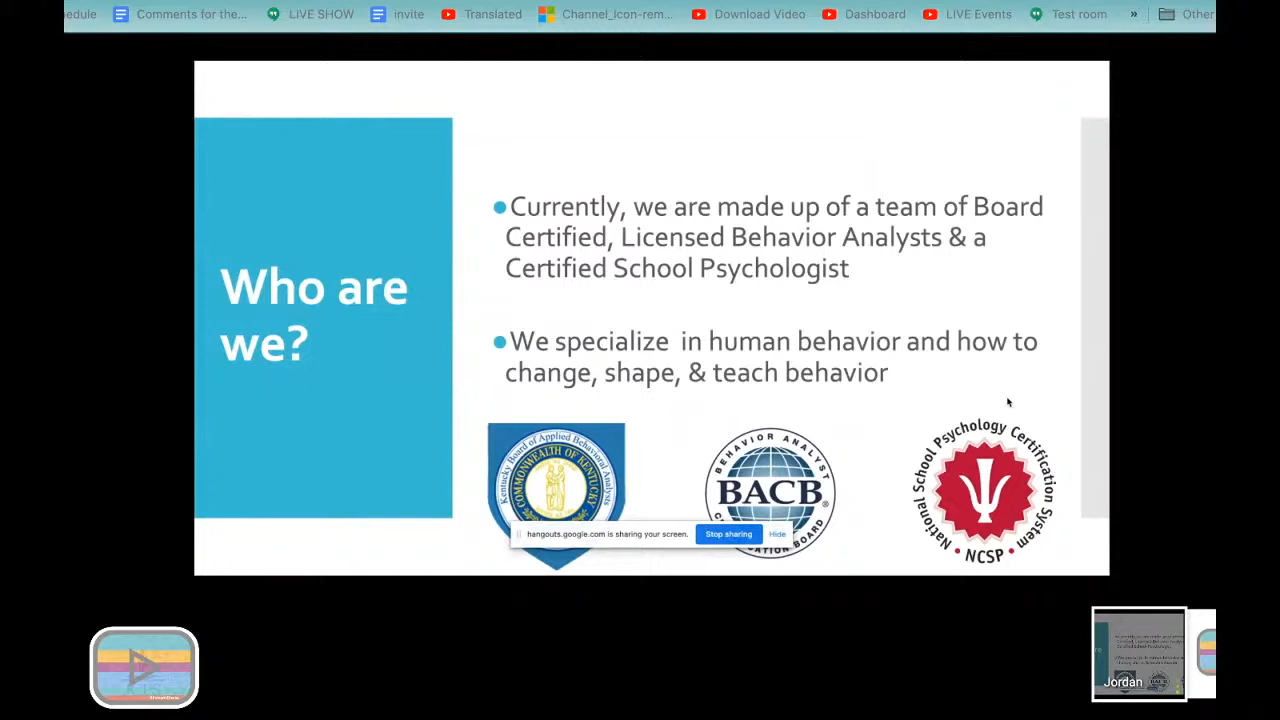 edule
Comments for the...
LIVE SHOW
invite
Translated
Channel_Icon-rem...
Download Video
Dashboard
LIVE Events
Test room
»
Other
Who are
we?
Currently, we are made up of a team of Board
Certified, Licensed Behavior Analysts & a
Certified School Psychologist
We specialize in human behavior and how to
change, shape, & teach behavior
Kentucky Board of Applied Behavioral Analysts
COMMONWEALTH OF KENTUCKY
BEHAVIOR ANALYST
BACB
BOARD
National School Psychology Certification System
NCSP
hangouts.google.com is sharing your screen.
Stop sharing
Hide
Jordan